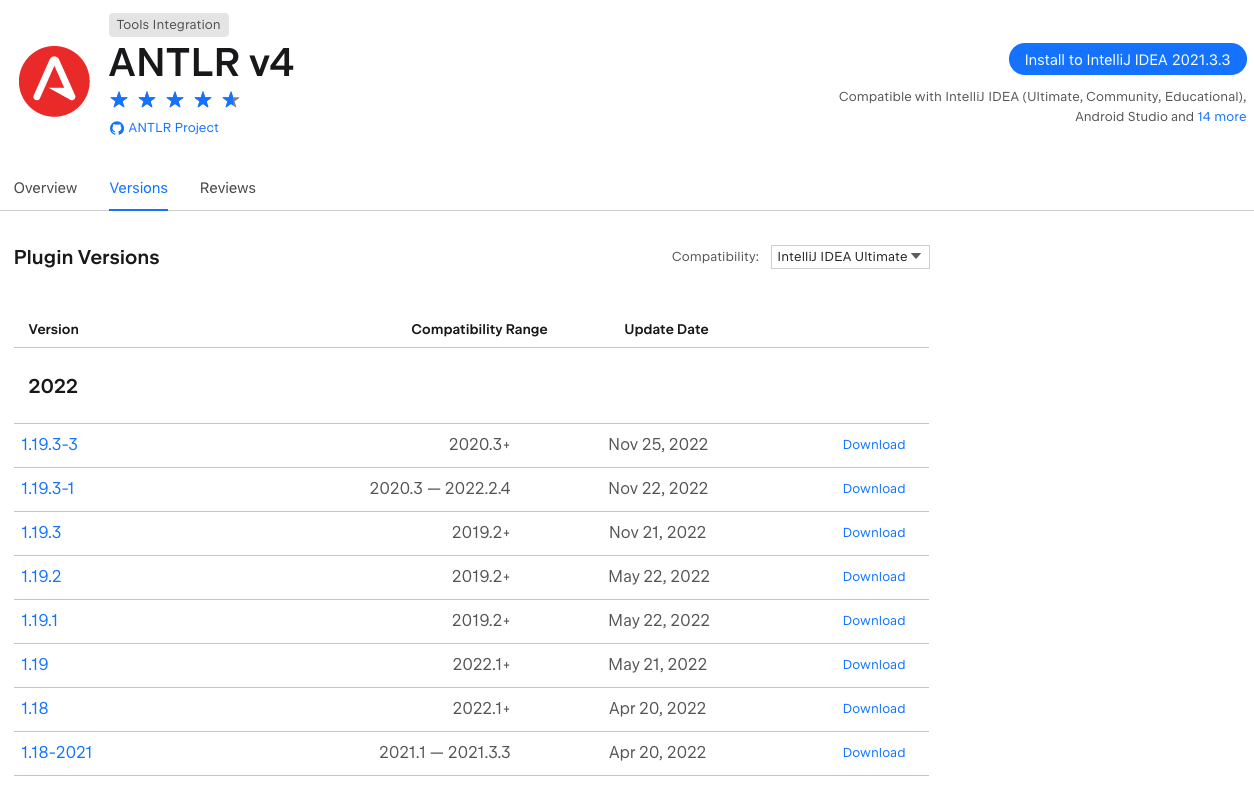 Tools Integration
ANTLR v4
ANTLR Project
Install to IntelliJ IDEA 2021.3.3
Compatible with IntelliJ IDEA (Ultimate, Community, Educational),
Android Studio and 14 more
Overview Versions Reviews
Plugin Versions
Compatibility: IntelliJ IDEA Ultimate
Version Compatibility Range Update Date
2022
1.19.3-3 2020.3+ Nov 25, 2022 Download
1.19.3-1 2020.3 — 2022.2.4 Nov 22, 2022 Download
1.19.3 2019.2+ Nov 21, 2022 Download
1.19.2 2019.2+ May 22, 2022 Download
1.19.1 2019.2+ May 22, 2022 Download
1.19 2022.1+ May 21, 2022 Download
1.18 2022.1+ Apr 20, 2022 Download
1.18-2021 2021.1 — 2021.3.3 Apr 20, 2022 Download